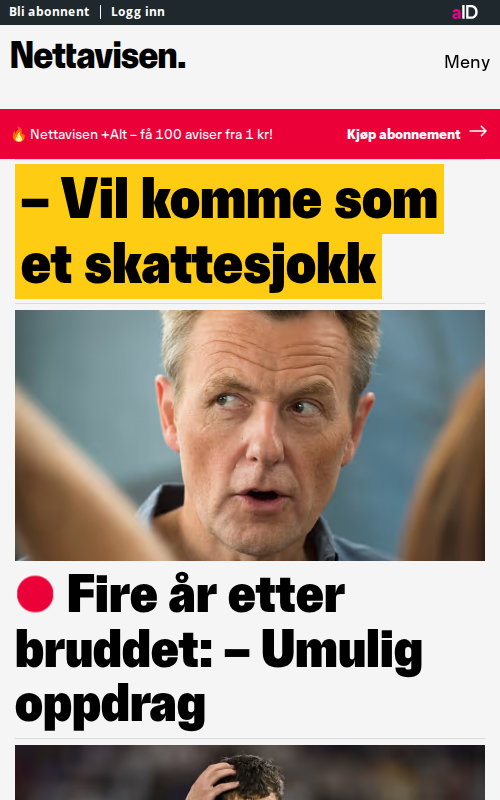 Bli abonnent | Logg inn
aID
Nettavisen.
Meny
🔥 Nettavisen +Alt – få 100 aviser fra 1 kr!
Kjøp abonnement →
– Vil komme som
et skattesjokk
Fire år etter
bruddet: – Umulig
oppdrag